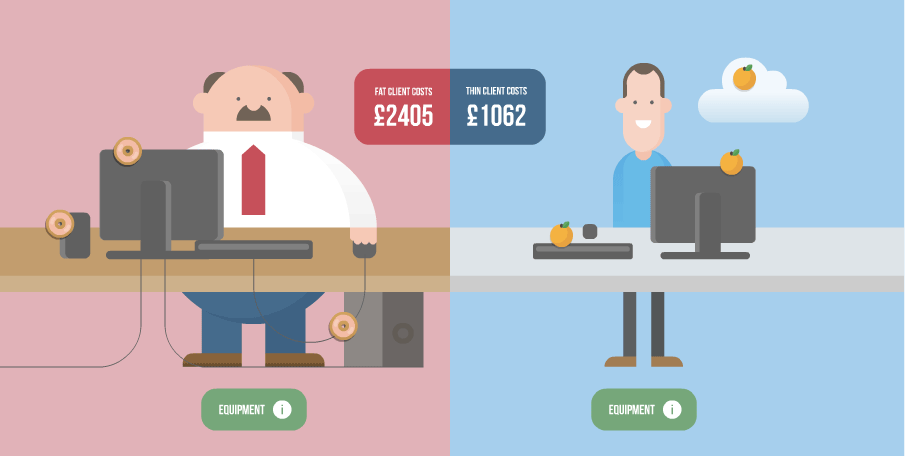 FAT CLIENT COSTS
£2405
THIN CLIENT COSTS
£1062
EQUIPMENT i
EQUIPMENT i